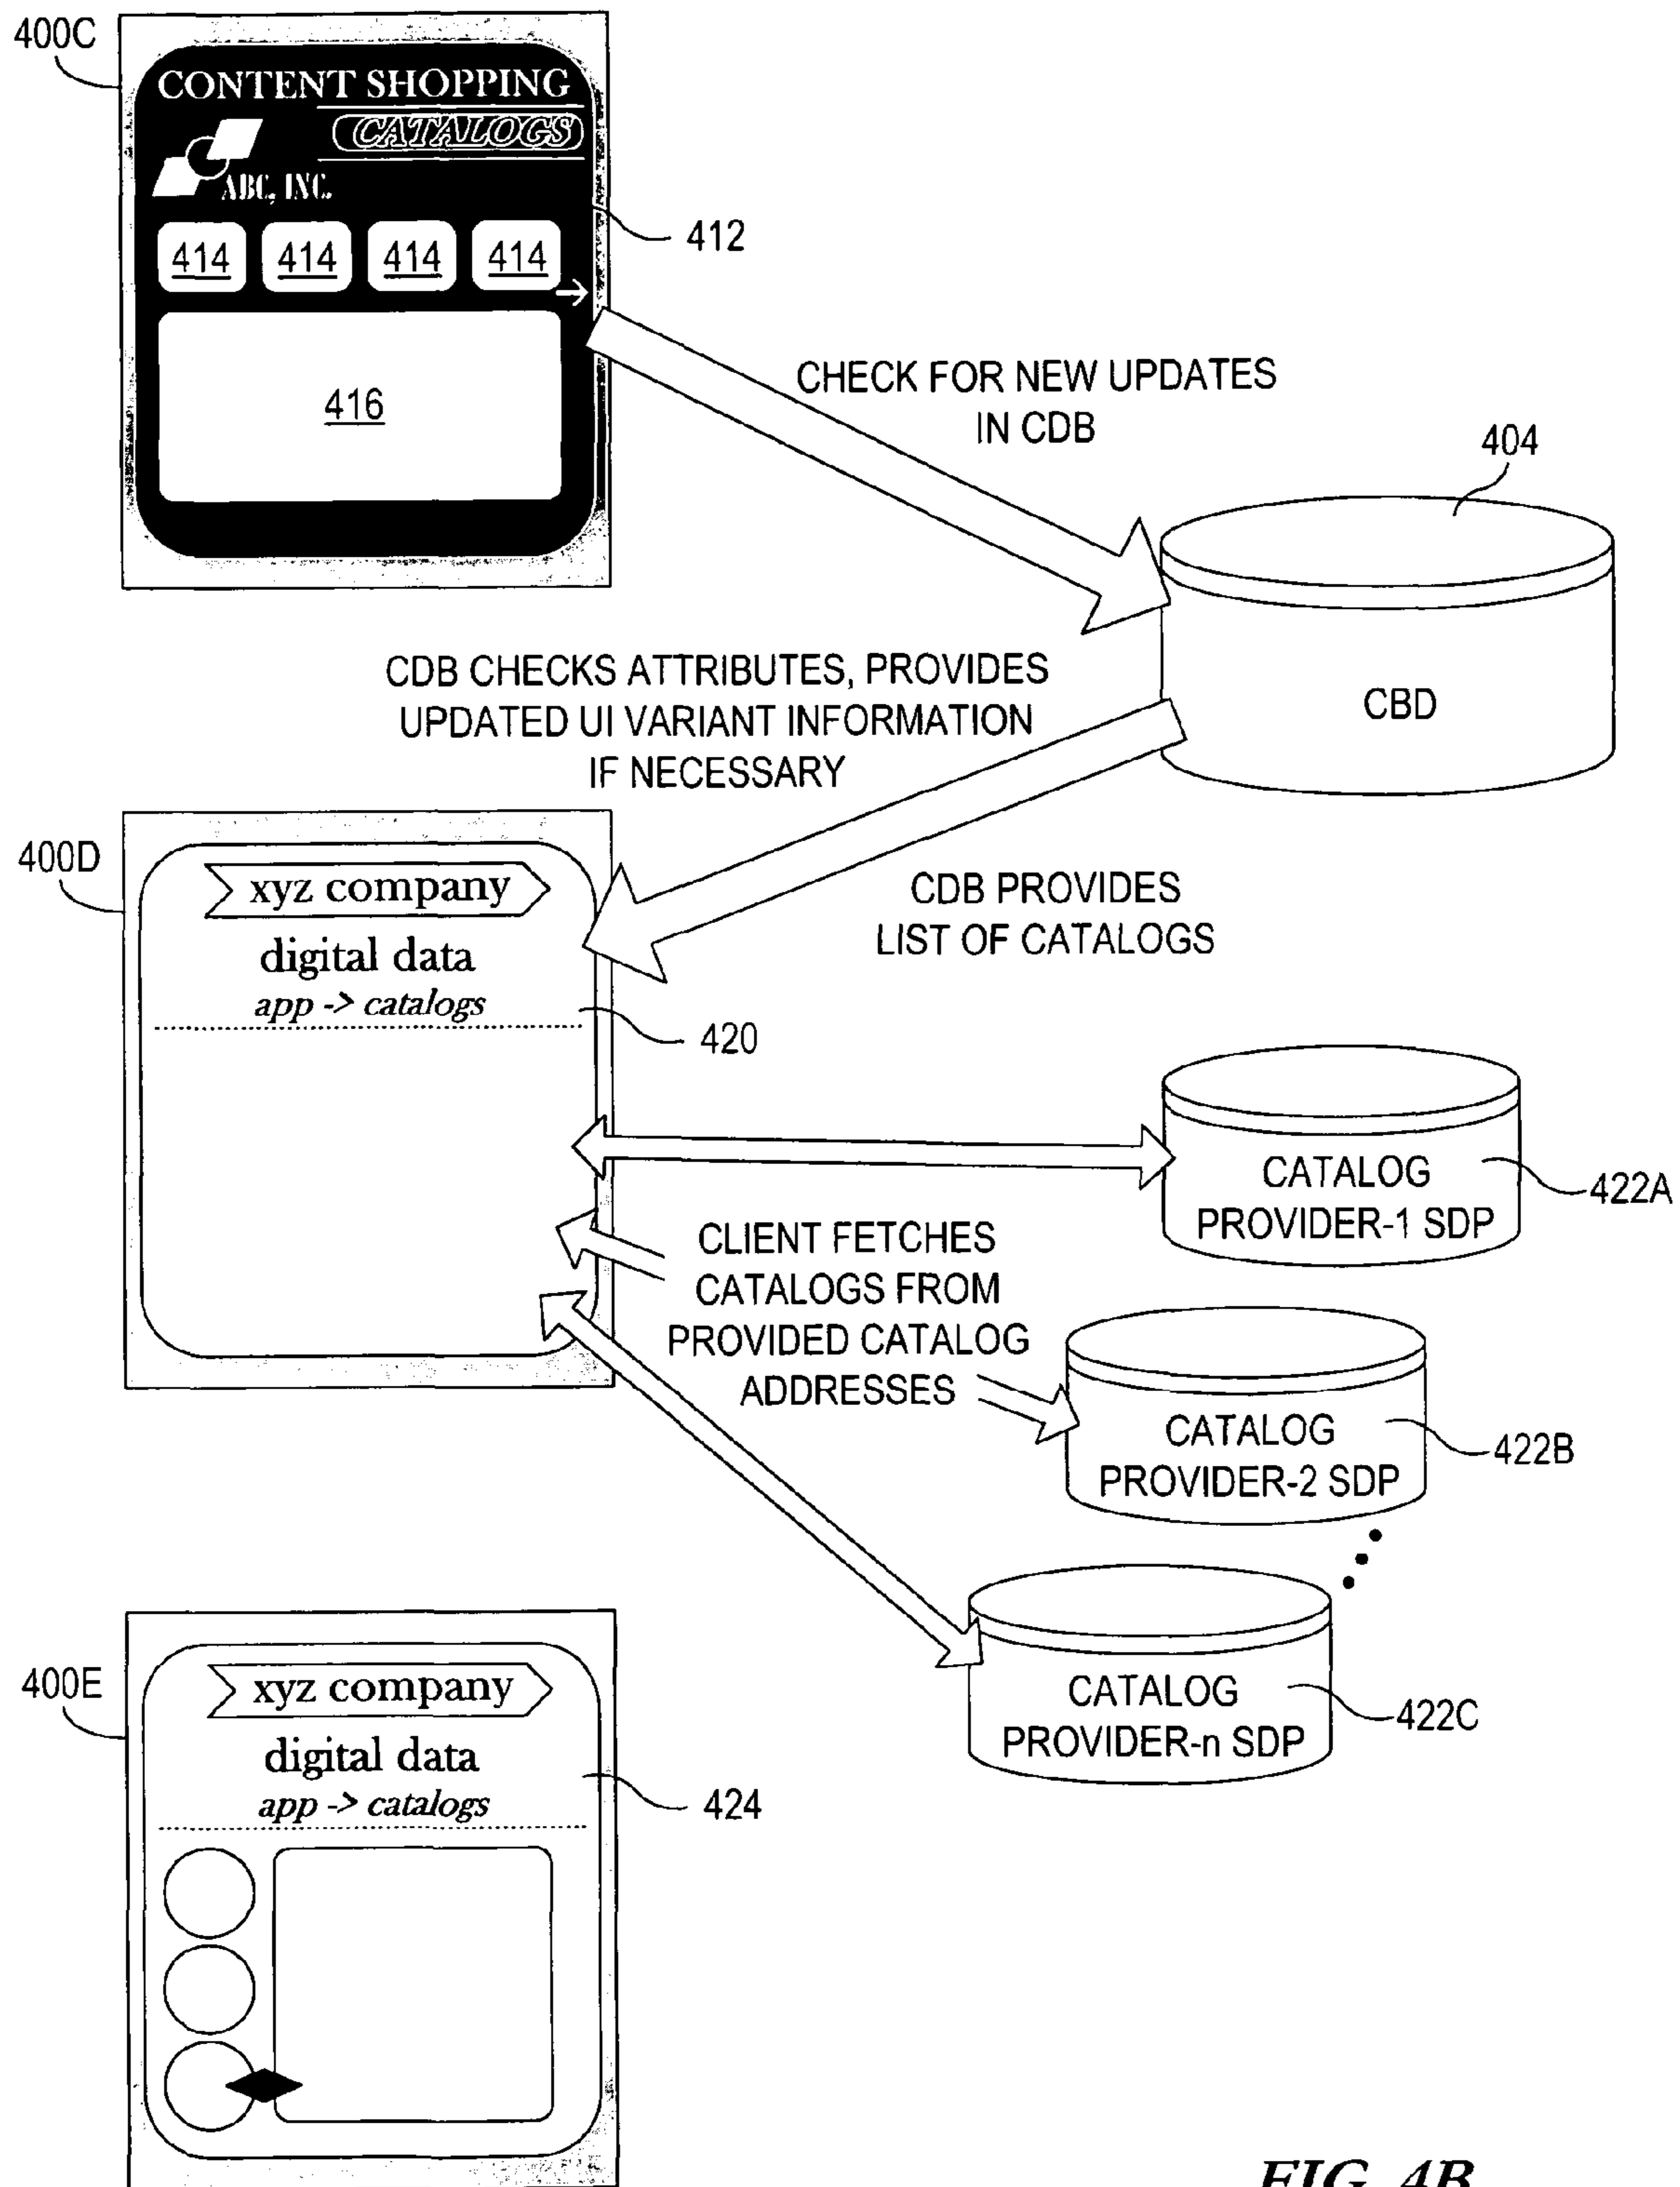 400C
CONTENT SHOPPING
CATALOGS
ABC, INC.
414 414 414 414
412
416
CHECK FOR NEW UPDATES
IN CDB
404
CBD
CDB CHECKS ATTRIBUTES, PROVIDES
UPDATED UI VARIANT INFORMATION
IF NECESSARY
400D
xyz company
digital data
app -> catalogs
420
CDB PROVIDES
LIST OF CATALOGS
CATALOG
PROVIDER-1 SDP
422A
CLIENT FETCHES
CATALOGS FROM
PROVIDED CATALOG
ADDRESSES
CATALOG
PROVIDER-2 SDP
422B
CATALOG
PROVIDER-n SDP
422C
400E
xyz company
digital data
app -> catalogs
424
FIG. 4B